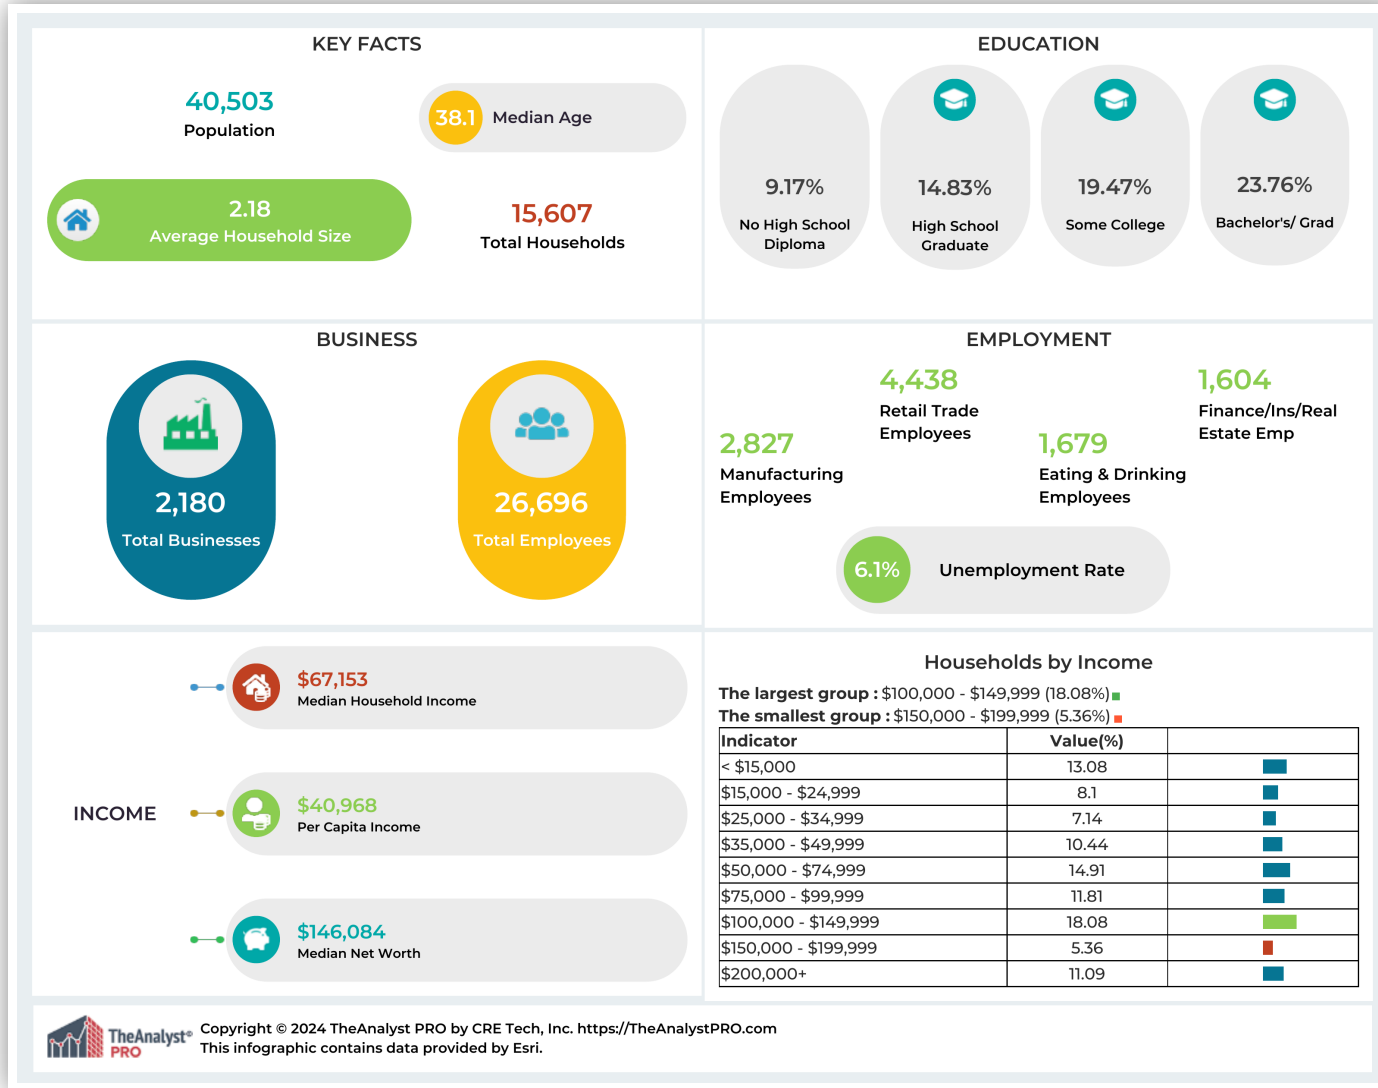 KEY FACTS
40,503
Population
38.1 Median Age
2.18
Average Household Size
15,607
Total Households
EDUCATION
9.17%
No High School
Diploma
14.83%
High School
Graduate
19.47%
Some College
23.76%
Bachelor's/ Grad
BUSINESS
2,180
Total Businesses
26,696
Total Employees
EMPLOYMENT
2,827
Manufacturing
Employees
4,438
Retail Trade
Employees
1,679
Eating & Drinking
Employees
1,604
Finance/Ins/Real
Estate Emp
6.1% Unemployment Rate
INCOME
$67,153
Median Household Income
$40,968
Per Capita Income
$146,084
Median Net Worth
Households by Income
The largest group : $100,000 - $149,999 (18.08%)
The smallest group : $150,000 - $199,999 (5.36%)
Indicator Value(%)
< $15,000 13.08
$15,000 - $24,999 8.1
$25,000 - $34,999 7.14
$35,000 - $49,999 10.44
$50,000 - $74,999 14.91
$75,000 - $99,999 11.81
$100,000 - $149,999 18.08
$150,000 - $199,999 5.36
$200,000+ 11.09
TheAnalyst®
PRO
Copyright © 2024 TheAnalyst PRO by CRE Tech, Inc. https://TheAnalystPRO.com
This infographic contains data provided by Esri.